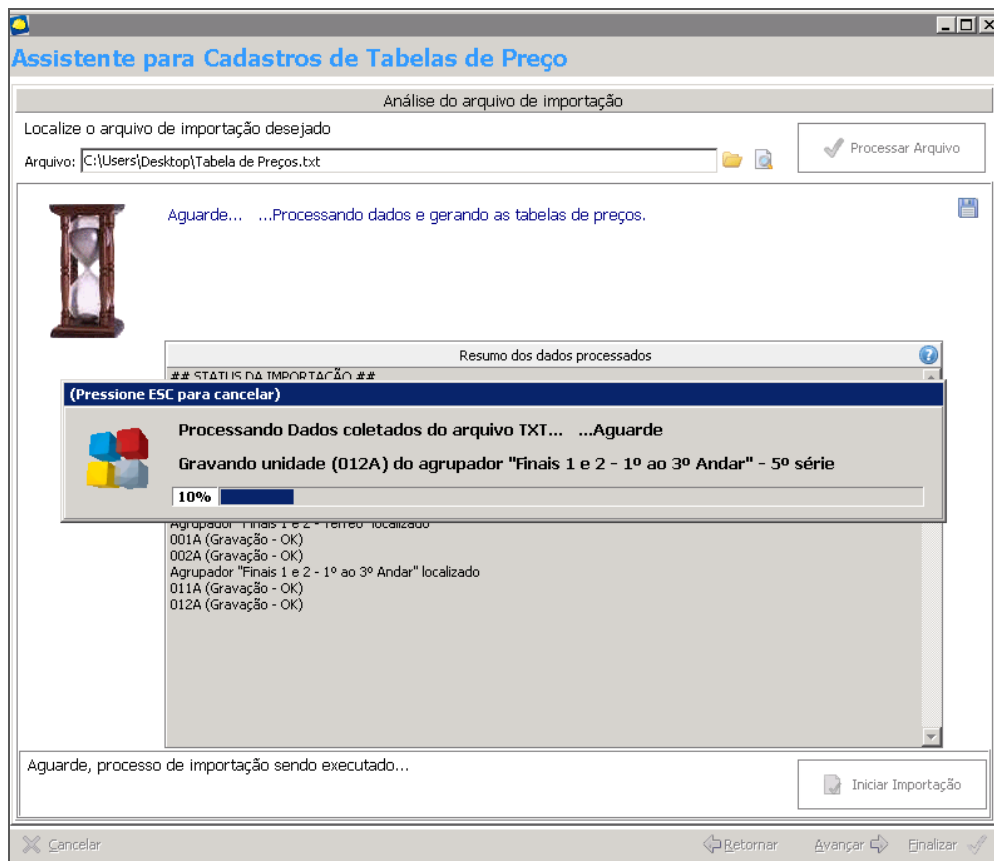 Assistente para Cadastros de Tabelas de Preço
Análise do arquivo de importação
Localize o arquivo de importação desejado
Arquivo: C:\Users\Desktop\Tabela de Preços.txt
Processar Arquivo
Aguarde... ...Processando dados e gerando as tabelas de preços.
Resumo dos dados processados
## STATUS DA IMPORTAÇÃO ##
(Pressione ESC para cancelar)
Processando Dados coletados do arquivo TXT... ...Aguarde
Gravando unidade (012A) do agrupador "Finais 1 e 2 - 1º ao 3º Andar" - 5º série
10%
Agrupador "Finais 1 e 2 - Térreo" localizado
001A (Gravação - OK)
002A (Gravação - OK)
Agrupador "Finais 1 e 2 - 1º ao 3º Andar" localizado
011A (Gravação - OK)
012A (Gravação - OK)
Aguarde, processo de importação sendo executado...
Iniciar Importação
Cancelar
Retornar
Avançar
Finalizar